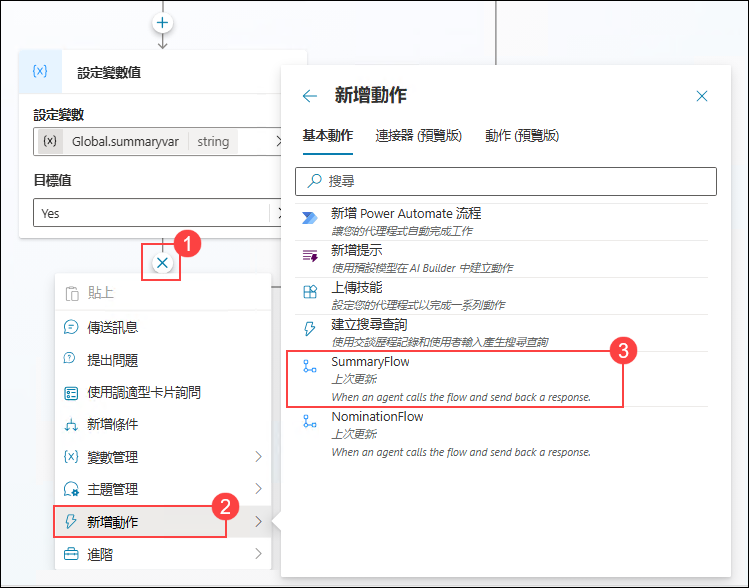 {x}
設定變數值
設定變數
(x) Global.summaryvar string
目標值
Yes
1
貼上
傳送訊息
提出問題
使用調適型卡片詢問
新增條件
{x} 變數管理
主題管理
2
新增動作
進階
新增動作
基本動作 連接器 (預覽版) 動作 (預覽版)
搜尋
新增 Power Automate 流程
讓您的代理程式自動完成工作
新增提示
使用預設模型在 AI Builder 中建立動作
上傳技能
設定您的代理程式以完成一系列動作
建立搜尋查詢
使用交談歷程記錄和使用者輸入產生搜尋查詢
3
SummaryFlow
上次更新:
When an agent calls the flow and send back a response.
NominationFlow
上次更新:
When an agent calls the flow and send back a response.